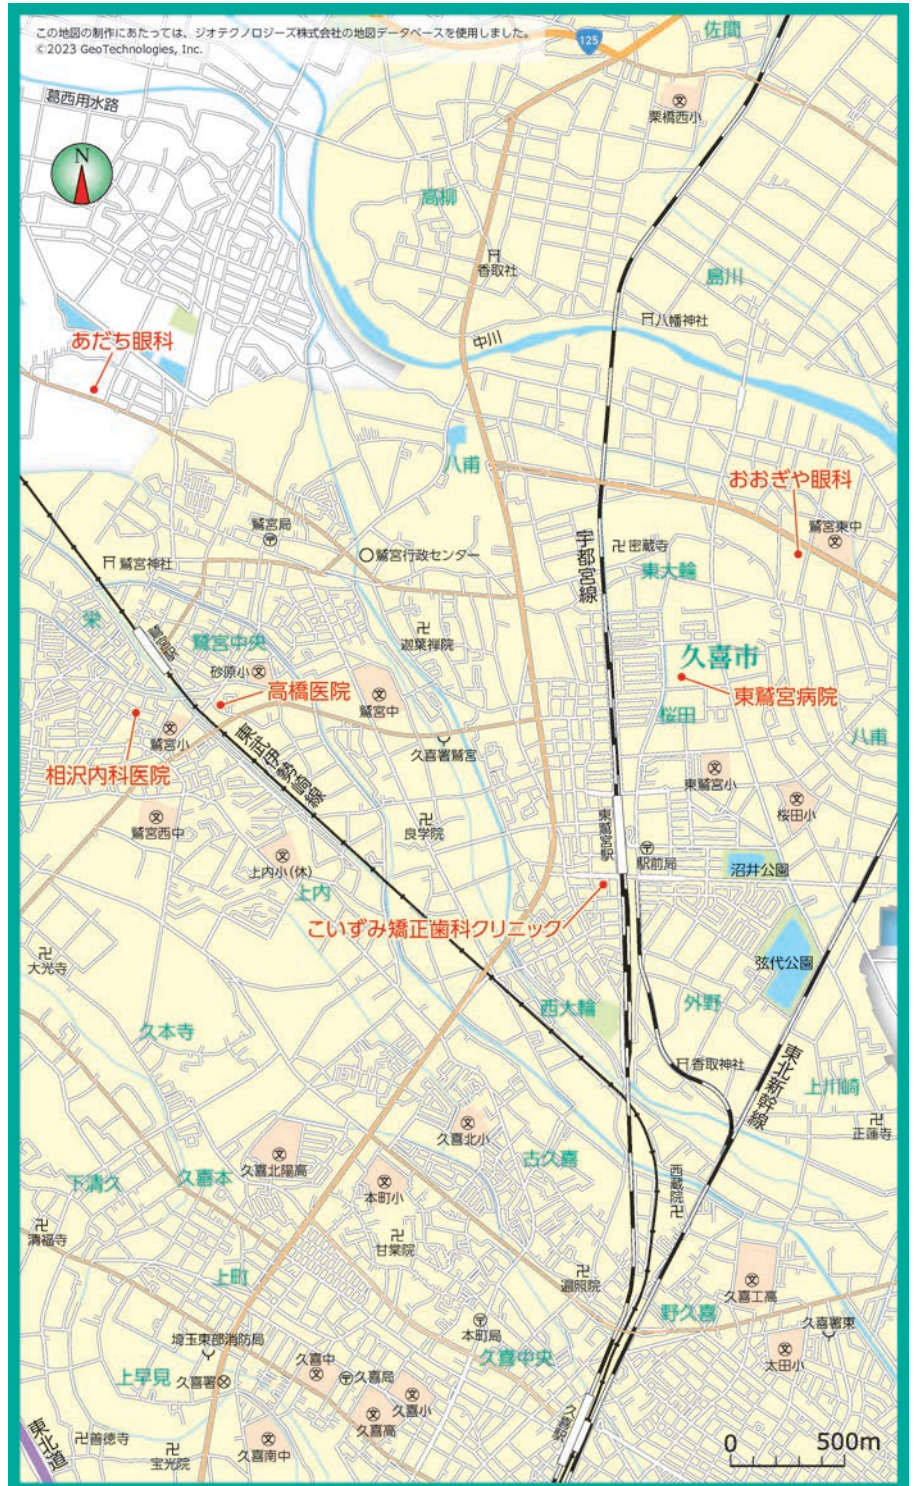 この地図の制作にあたっては、ジオテクノロジーズ株式会社の地図データベースを使用しました。
©2023 GeoTechnologies, Inc.
125
佐間
葛西用水路
栗橋西小
N
高柳
香取社
島川
八幡神社
中川
あだち眼科
八甫
おおぎや眼科
鷲宮局
鷲宮東中
宇都宮線
密蔵寺
鷲宮行政センター
鷲宮神社
東大輪
栄
鷲宮中央
迦葉禅院
久喜市
鷲宮駅
砂原小
高橋医院
鷲宮中
東鷲宮病院
桜田
鷲宮小
八甫
久喜署鷲宮
東武伊勢崎線
相沢内科医院
東鷲宮小
桜田小
鷲宮西中
良学院
東鷲宮駅
駅前局
沼井公園
上内小(休)
上内
こいずみ矯正歯科クリニック
大光寺
弦代公園
西大輪
外野
久本寺
香取神社
東北新幹線
上川崎
久喜北小
正蓮寺
久喜北陽高
古久喜
西蔵院
下清久
久喜本
本町小
清福寺
甘棠院
上町
遍照院
久喜工高
野久喜
本町局
久喜署東
埼玉東部消防局
久喜中央
太田小
久喜中
久喜局
上早見
久喜署
久喜小
久喜高
久喜駅
東北道
善徳寺
久喜南中
宝光院
0 500m